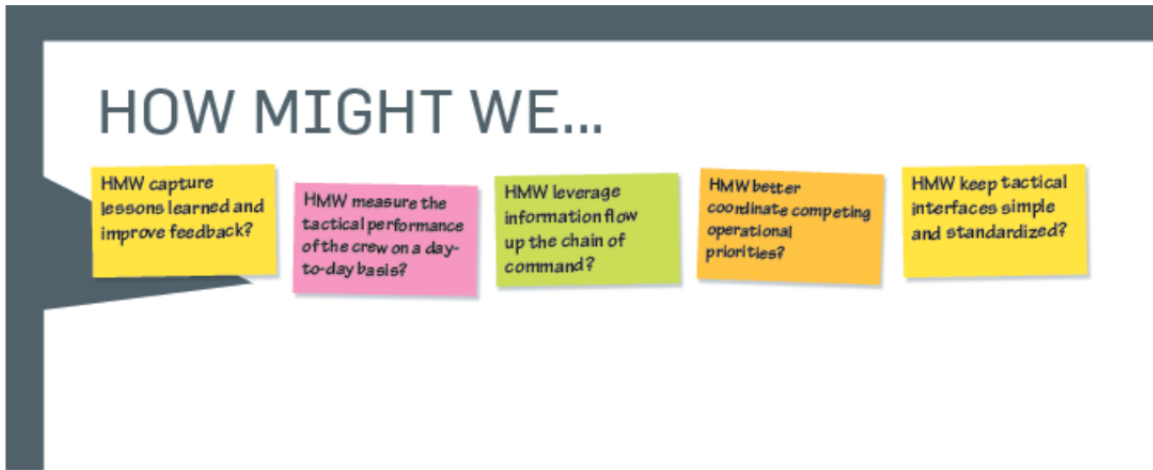 HOW MIGHT WE...
HMW capture
lessons learned and
improve feedback?
HMW measure the
tactical performance
of the crew on a day-
to-day basis?
HMW leverage
information flow
up the chain of
command?
HMW better
coordinate competing
operational
priorities?
HMW keep tactical
interfaces simple
and standardized?